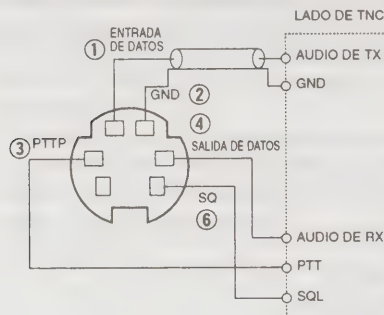 LADO DE TNC
① ENTRADA
DE DATOS
AUDIO DE TX
GND ②
GND
④
SALIDA DE DATOS
③ PTTP
SQ
⑥
AUDIO DE RX
PTT
SQL